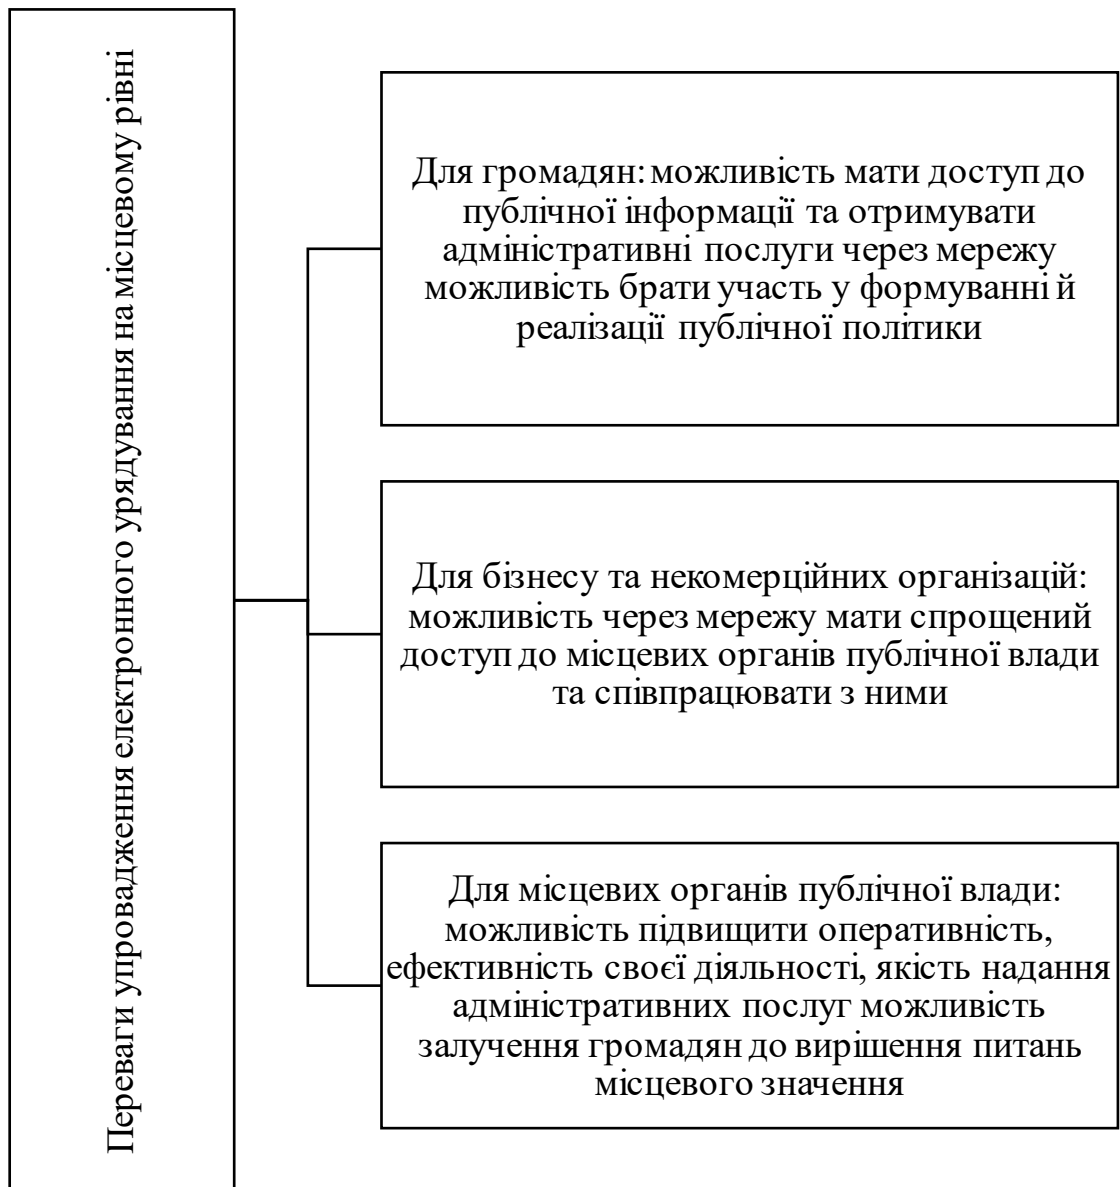 Переваги упровадження електронного урядування на місцевому рівні
Для громадян: можливість мати доступ до
публічної інформації та отримувати
адміністративні послуги через мережу
можливість брати участь у формуванні й
реалізації публічної політики
Для бізнесу та некомерційних організацій:
можливість через мережу мати спрощений
доступ до місцевих органів публічної влади
та співпрацювати з ними
Для місцевих органів публічної влади:
можливість підвищити оперативність,
ефективність своєї діяльності, якість надання
адміністративних послуг можливість
залучення громадян до вирішення питань
місцевого значення